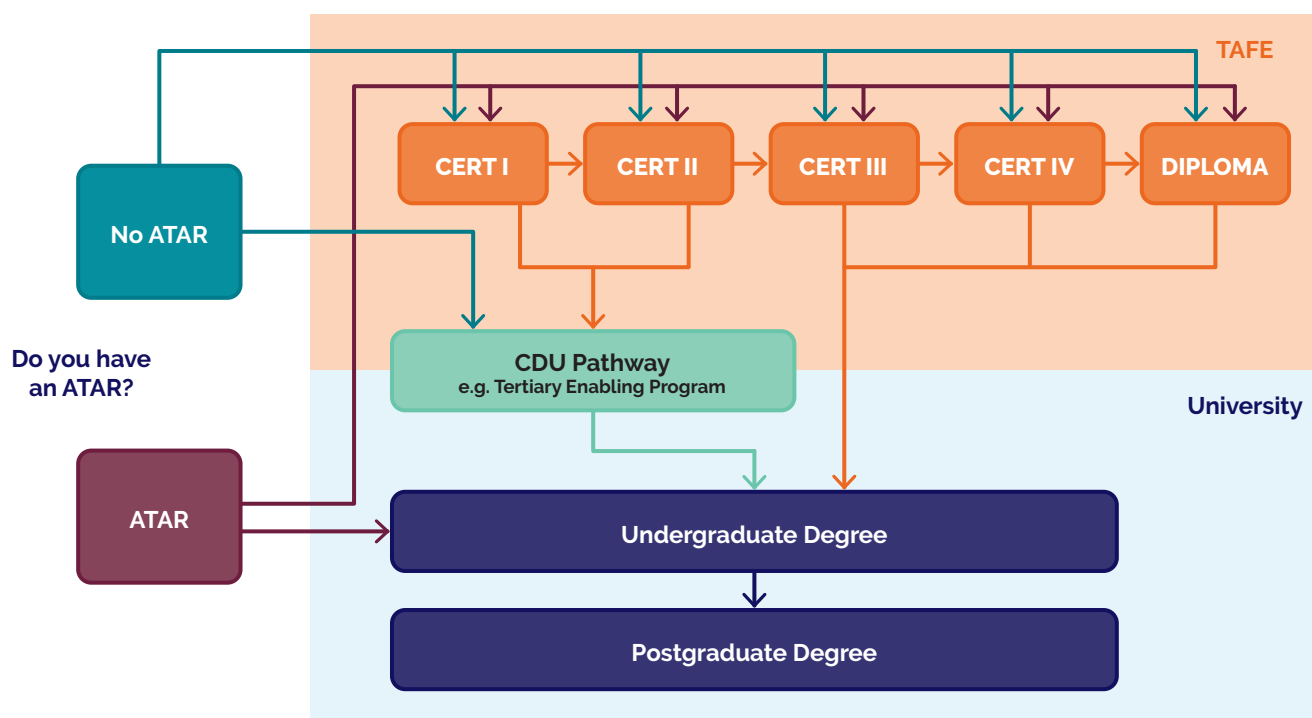 TAFE
CERT I
CERT II
CERT III
CERT IV
DIPLOMA
No ATAR
Do you have
an ATAR?
CDU Pathway
e.g. Tertiary Enabling Program
University
ATAR
Undergraduate Degree
Postgraduate Degree